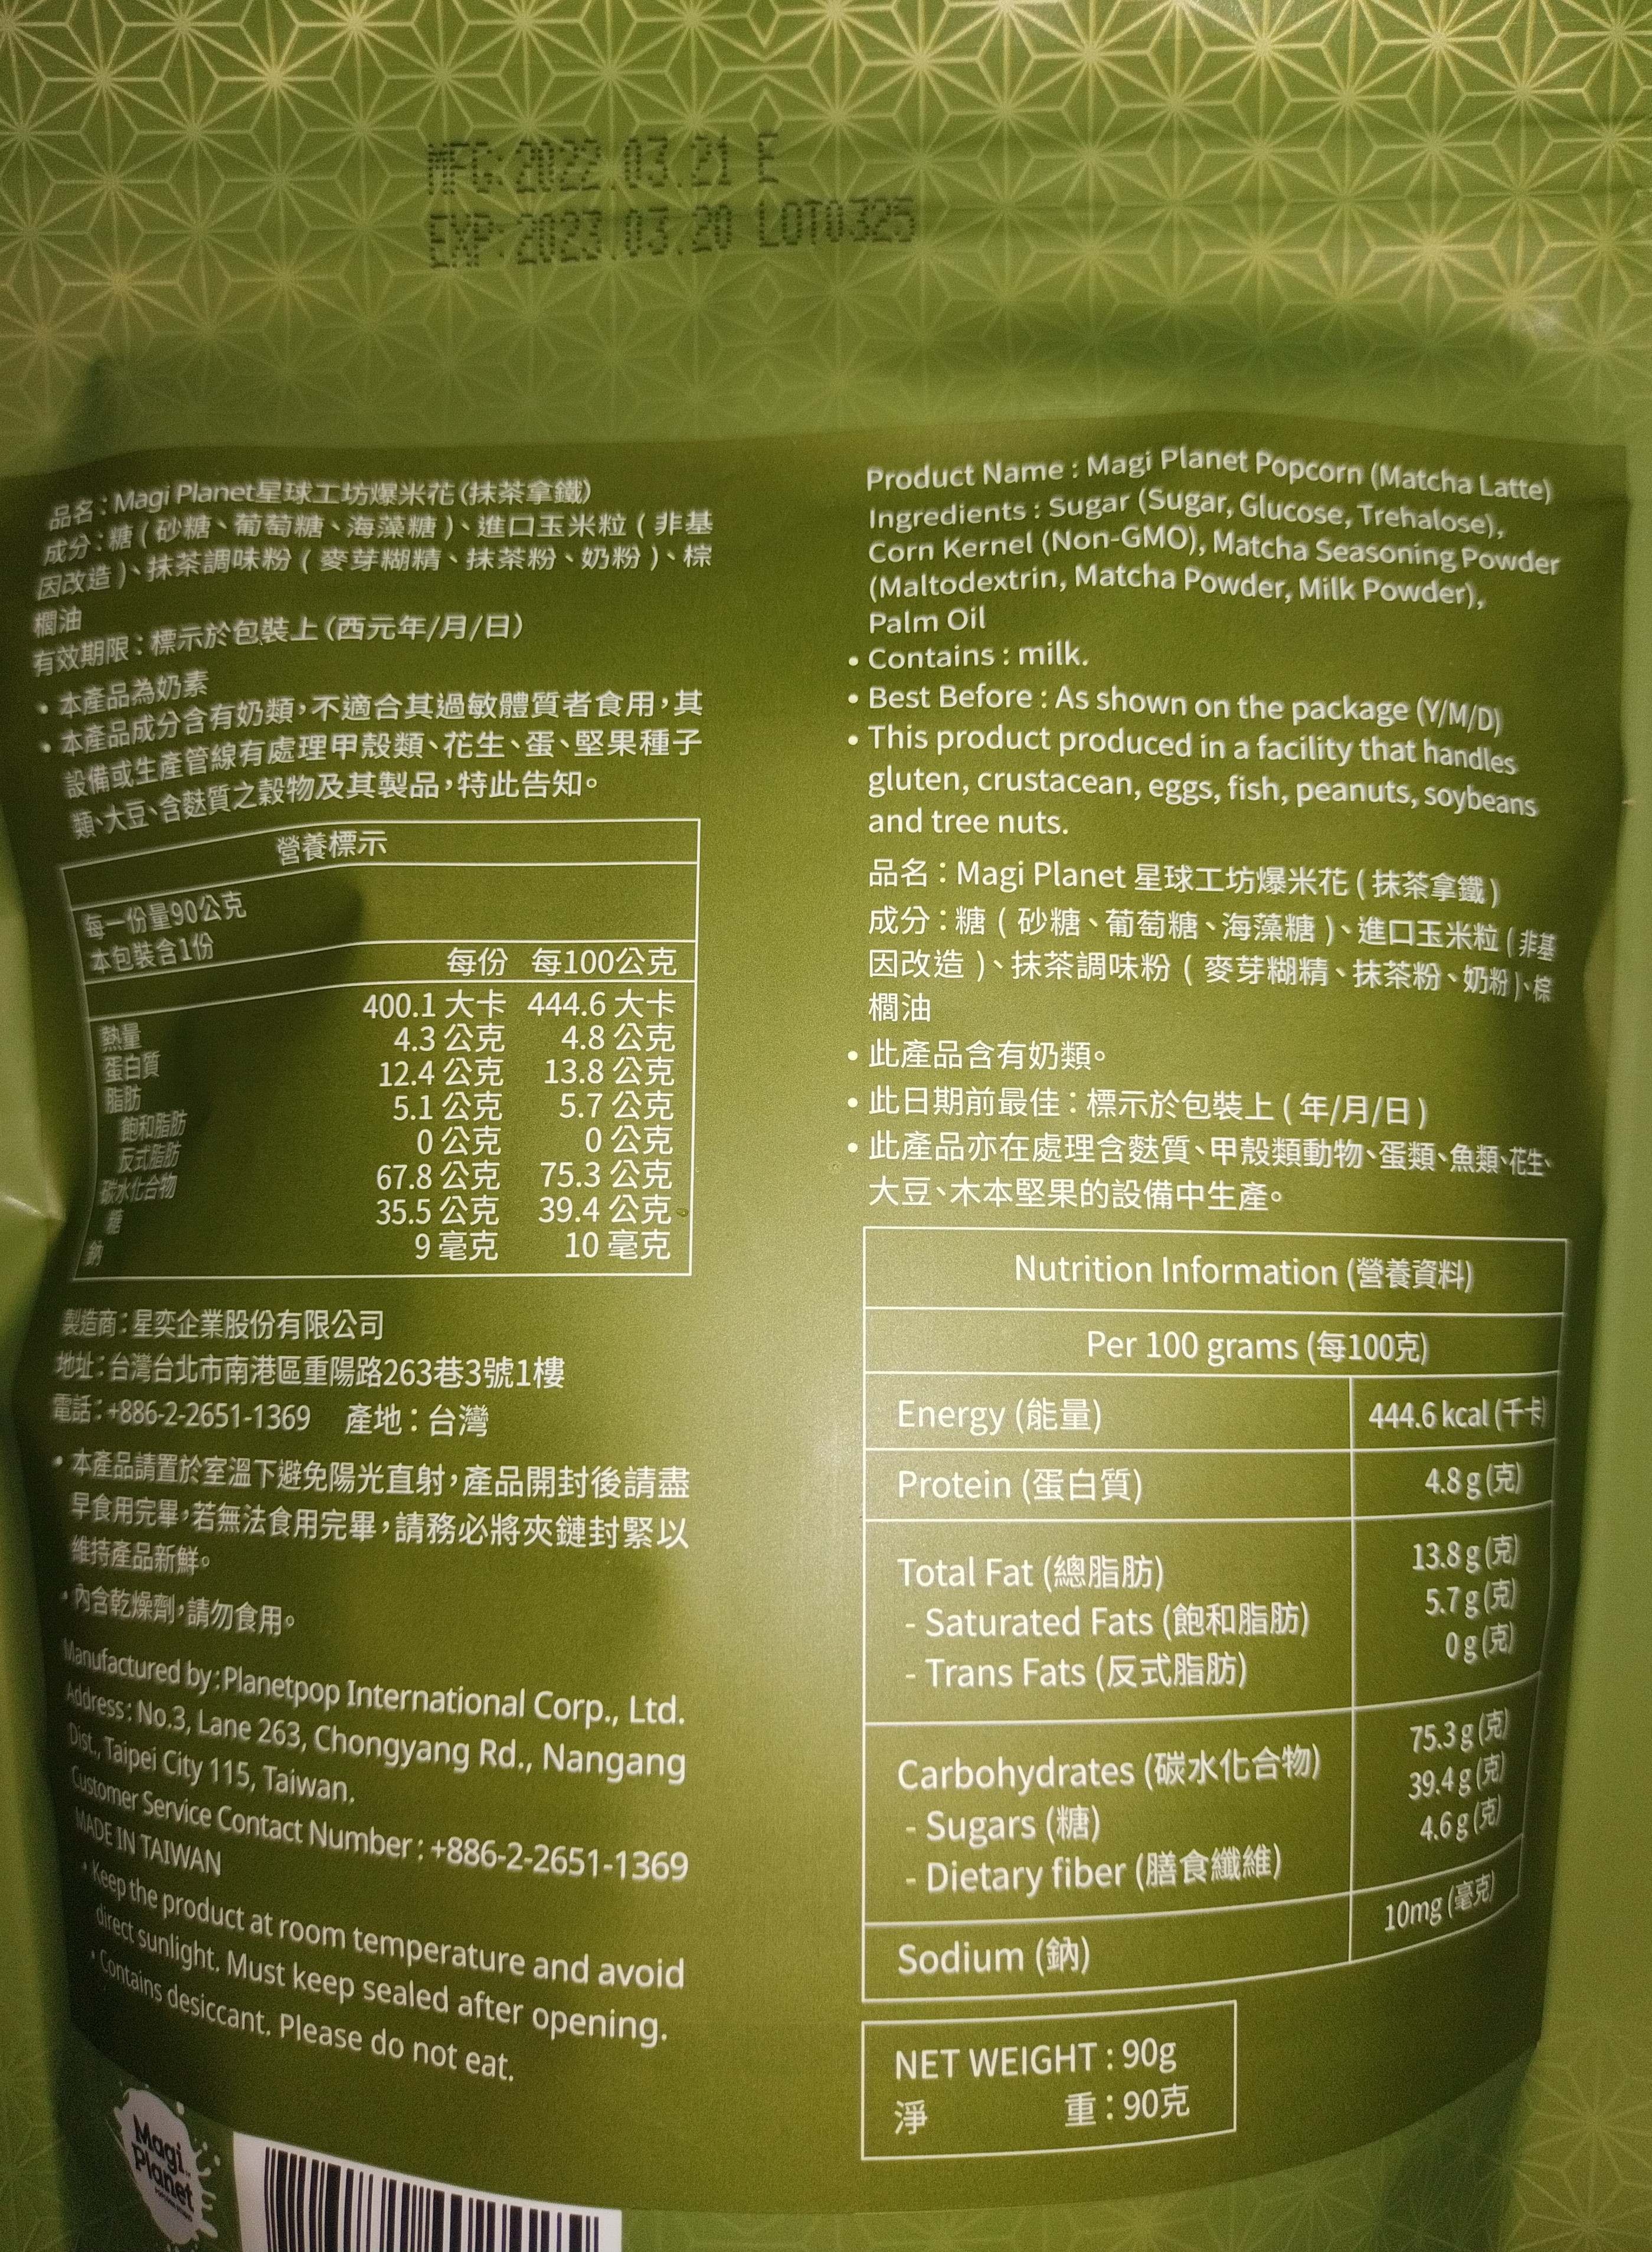 MFG:2022.03.21 E
EXP:2023.03.20 LOT0325
品名：Magi Planet星球工坊爆米花（抹茶拿鐵）
成分：糖（砂糖、葡萄糖、海藻糖）、進口玉米粒（非基
因改造）、抹茶調味粉（麥芽糊精、抹茶粉、奶粉）、棕
櫚油
有效期限：標示於包裝上（西元年/月/日）
• 本產品為奶素
• 本產品成分含有奶類，不適合其過敏體質者食用，其
設備或生產管線有處理甲殼類、花生、蛋、堅果種子
類、大豆、含麩質之穀物及其製品，特此告知。
營養標示
每一份量90公克
本包裝含1份
每份 每100公克
熱量 400.1 大卡 444.6 大卡
蛋白質 4.3 公克 4.8 公克
脂肪 12.4 公克 13.8 公克
飽和脂肪 5.1 公克 5.7 公克
反式脂肪 0 公克 0 公克
碳水化合物 67.8 公克 75.3 公克
糖 35.5 公克 39.4 公克
鈉 9 毫克 10 毫克
製造商：星奕企業股份有限公司
地址：台灣台北市南港區重陽路263巷3號1樓
電話：+886-2-2651-1369 產地：台灣
• 本產品請置於室溫下避免陽光直射，產品開封後請盡
早食用完畢，若無法食用完畢，請務必將夾鏈封緊以
維持產品新鮮。
• 內含乾燥劑，請勿食用。
Manufactured by: Planetpop International Corp., Ltd.
Address: No.3, Lane 263, Chongyang Rd., Nangang
Dist., Taipei City 115, Taiwan.
Customer Service Contact Number : +886-2-2651-1369
MADE IN TAIWAN
• Keep the product at room temperature and avoid
direct sunlight. Must keep sealed after opening.
• Contains desiccant. Please do not eat.
Magi
Planet
Product Name : Magi Planet Popcorn (Matcha Latte)
Ingredients : Sugar (Sugar, Glucose, Trehalose),
Corn Kernel (Non-GMO), Matcha Seasoning Powder
(Maltodextrin, Matcha Powder, Milk Powder),
Palm Oil
• Contains : milk.
• Best Before : As shown on the package (Y/M/D)
• This product produced in a facility that handles
gluten, crustacean, eggs, fish, peanuts, soybeans
and tree nuts.
品名：Magi Planet 星球工坊爆米花 ( 抹茶拿鐵 )
成分：糖 ( 砂糖、葡萄糖、海藻糖 )、進口玉米粒 ( 非基
因改造 )、抹茶調味粉 ( 麥芽糊精、抹茶粉、奶粉 )、棕
櫚油
• 此產品含有奶類。
• 此日期前最佳：標示於包裝上 ( 年/月/日 )
• 此產品亦在處理含麩質、甲殼類動物、蛋類、魚類、花生、
大豆、木本堅果的設備中生產。
Nutrition Information (營養資料)
Per 100 grams (每100克)
Energy (能量) 444.6 kcal (千卡)
Protein (蛋白質) 4.8 g (克)
Total Fat (總脂肪) 13.8 g (克)
- Saturated Fats (飽和脂肪) 5.7 g (克)
- Trans Fats (反式脂肪) 0 g (克)
Carbohydrates (碳水化合物) 75.3 g (克)
- Sugars (糖) 39.4 g (克)
- Dietary fiber (膳食纖維) 4.6 g (克)
Sodium (鈉) 10mg (毫克)
NET WEIGHT : 90g
淨 重：90克